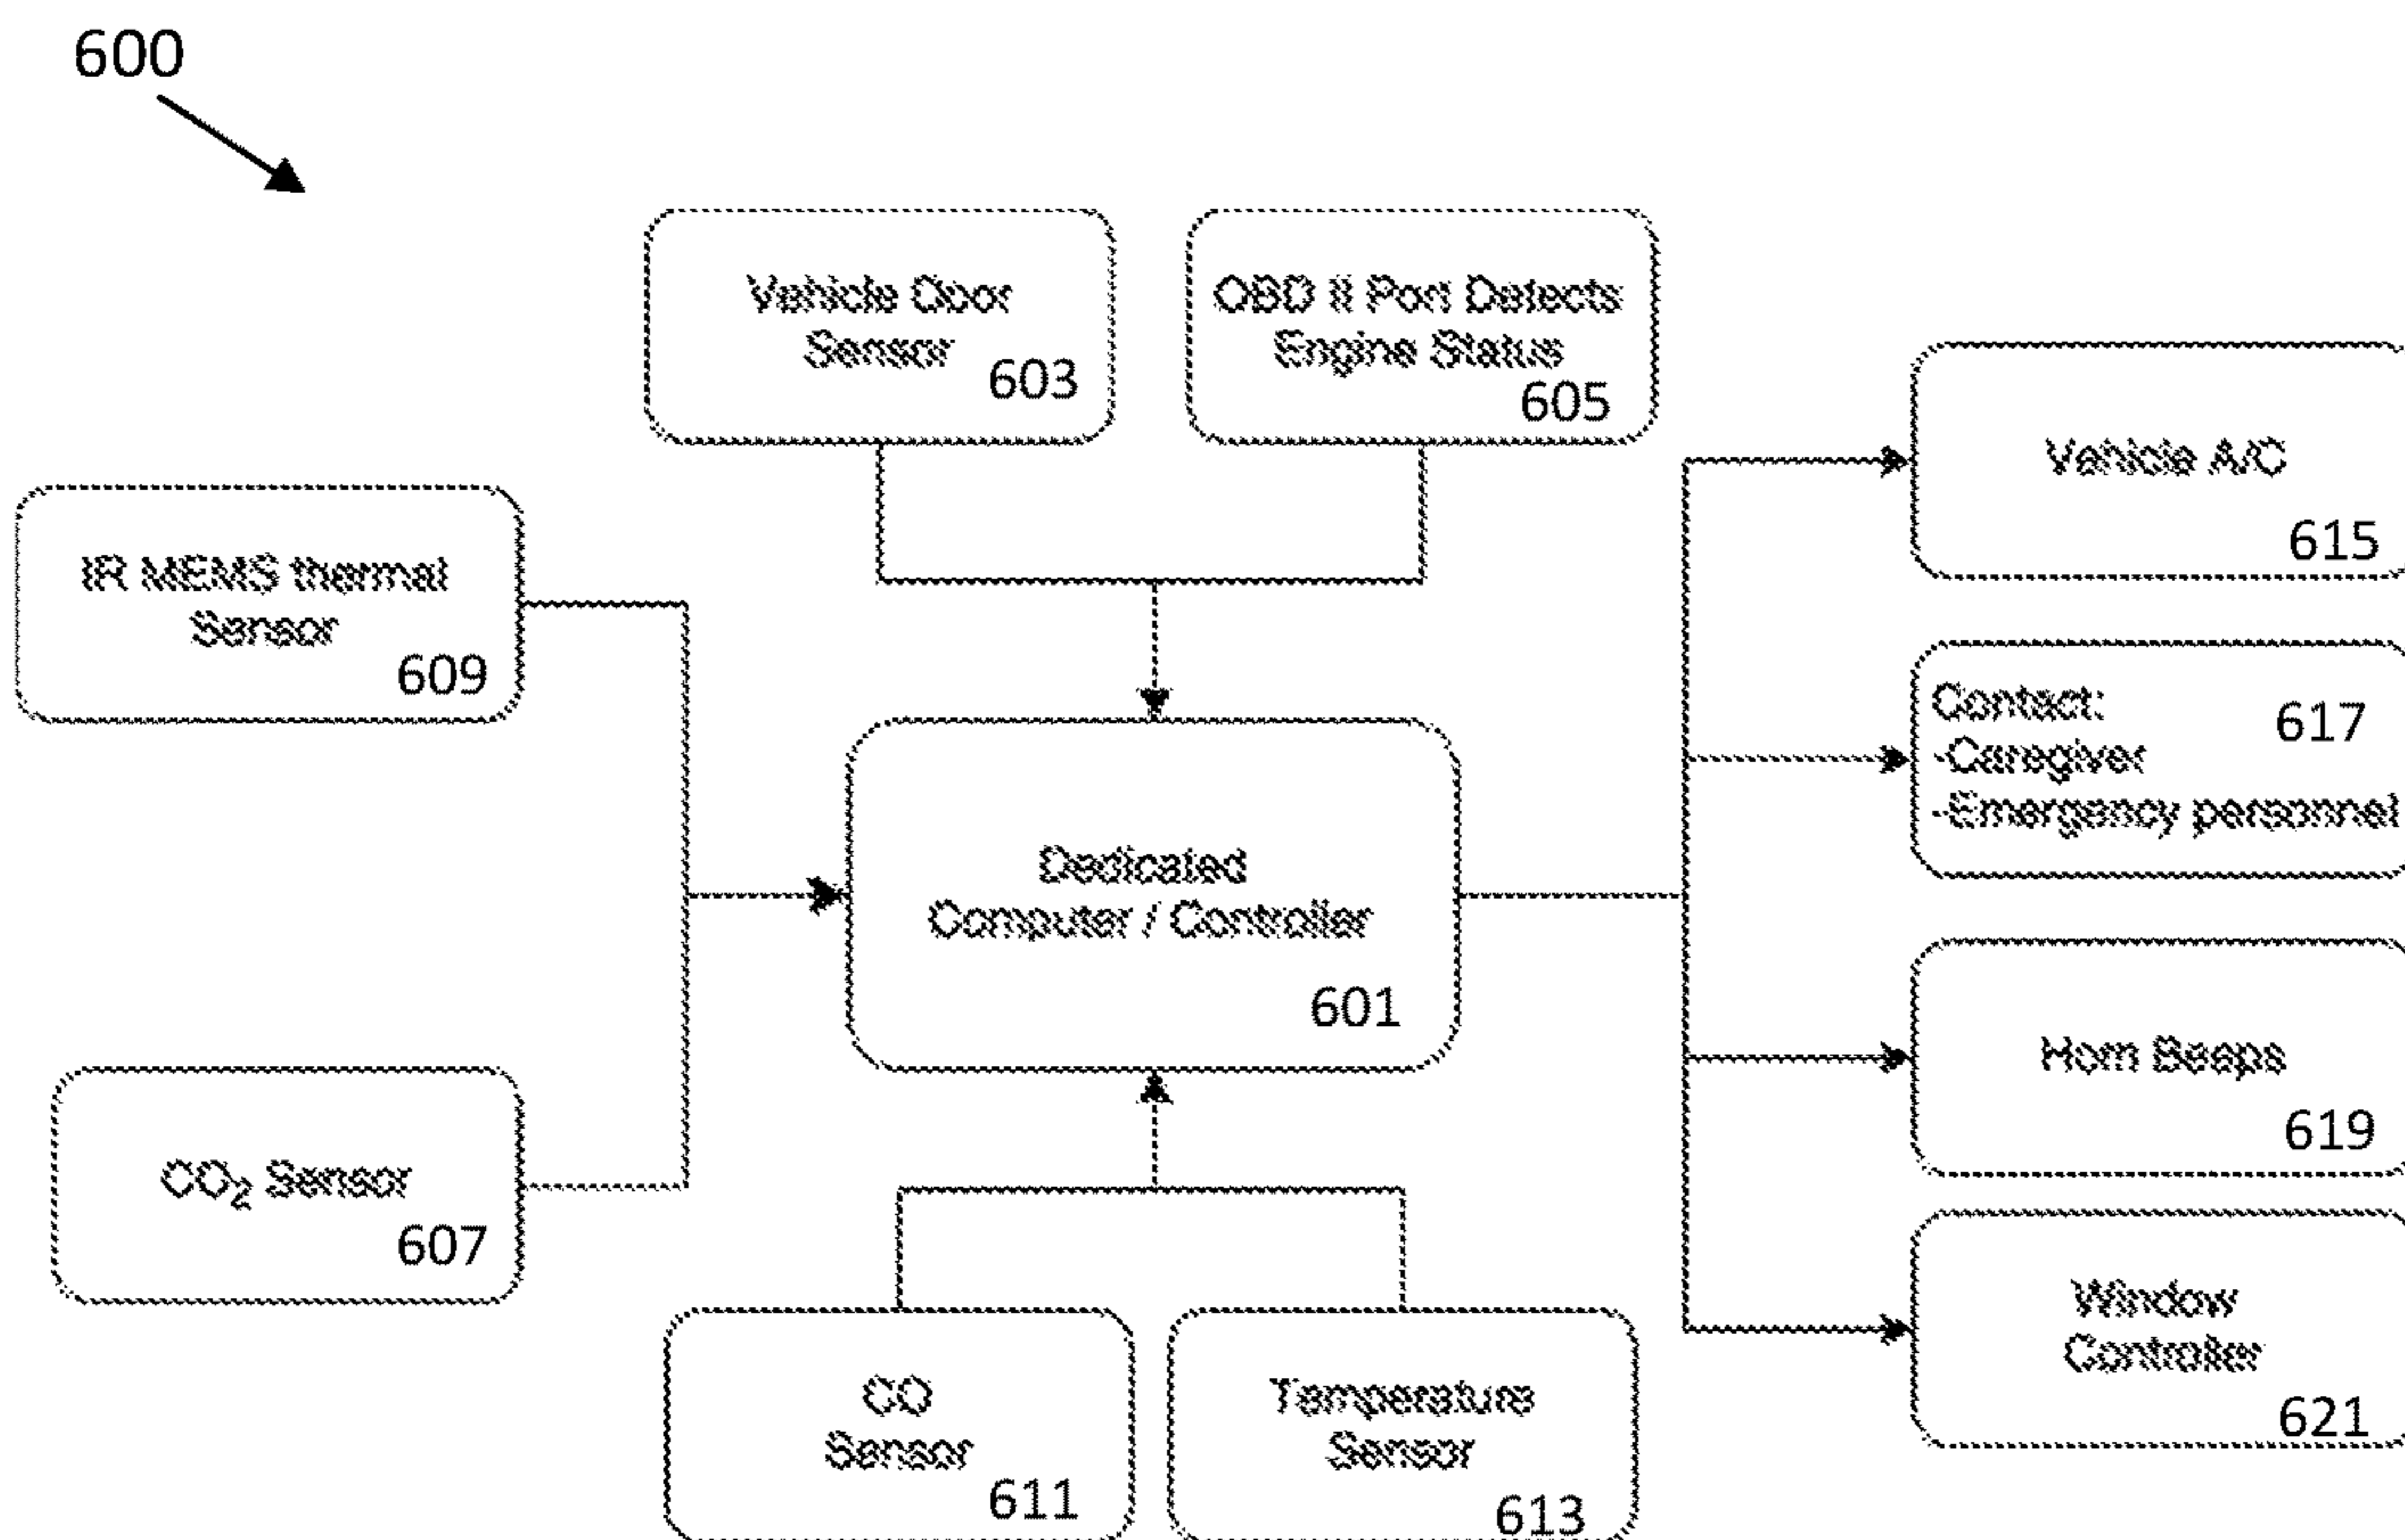 600
Vehicle Door
Sensor
603
OBD II Port Detects
Engine Status
605
IR MEMS thermal
Sensor
609
Vehicle A/C
615
Contact:
617
-Caregiver
-Emergency personnel
Dedicated
Computer / Controller
601
Horn Beeps
619
CO₂ Sensor
607
CO
Sensor
611
Temperature
Sensor
613
Window
Controller
621